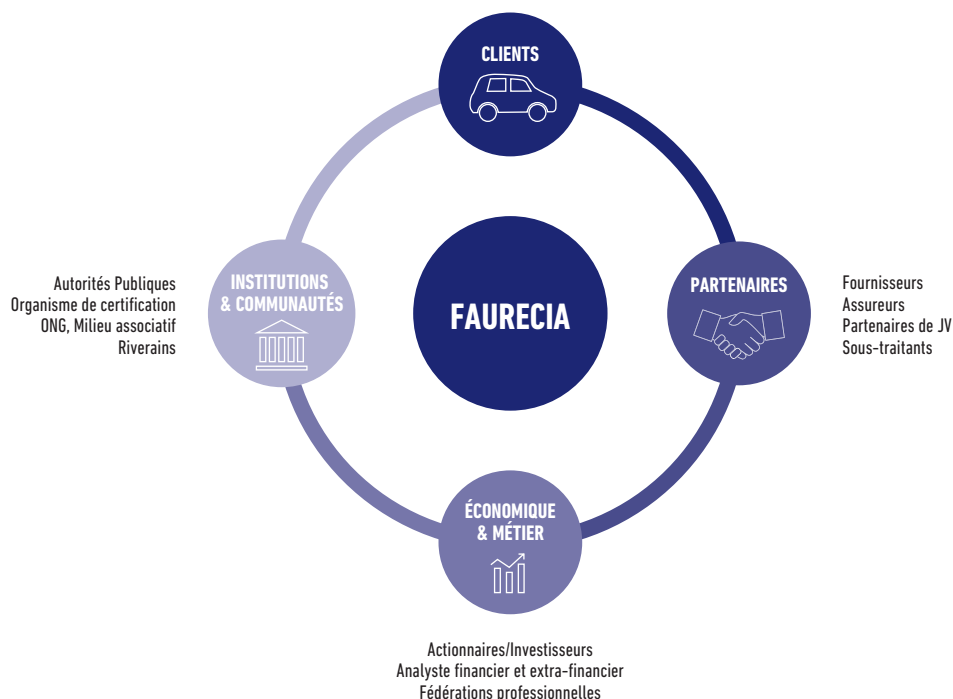 CLIENTS
Autorités Publiques
Organisme de certification
ONG, Milieu associatif
Riverains
INSTITUTIONS
& COMMUNAUTÉS
FAURECIA
PARTENAIRES
Fournisseurs
Assureurs
Partenaires de JV
Sous-traitants
ÉCONOMIQUE
& MÉTIER
Actionnaires/Investisseurs
Analyste financier et extra-financier
Fédérations professionnelles